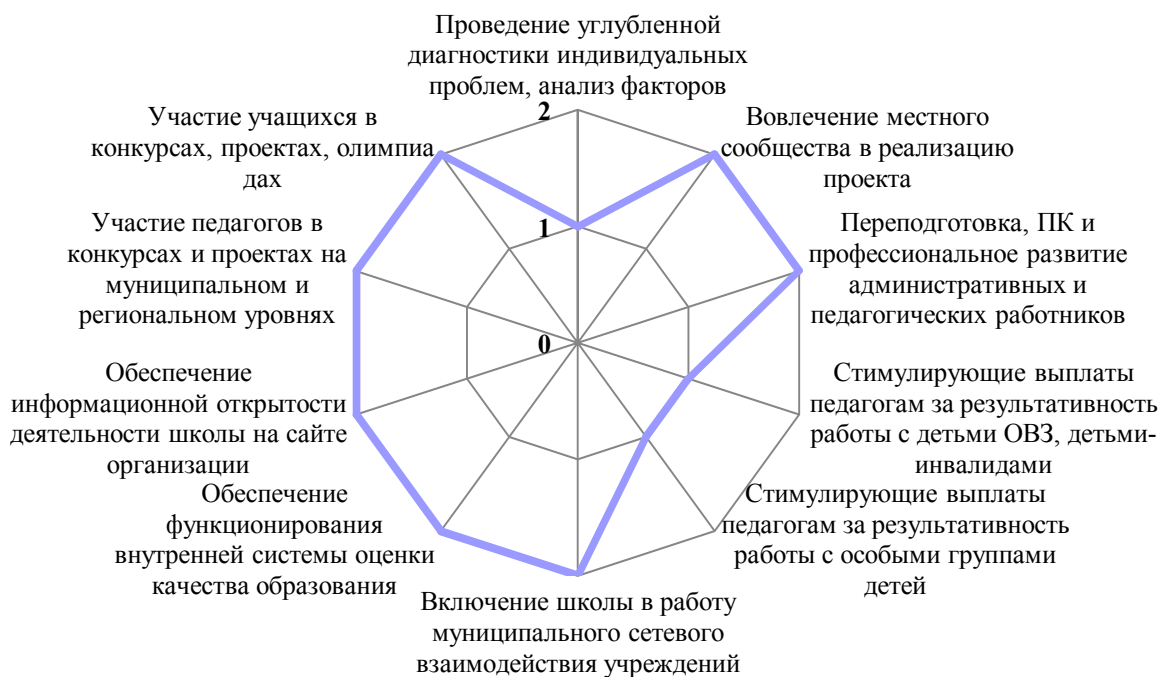 Проведение углубленной
диагностики индивидуальных
проблем, анализ факторов
Вовлечение местного
сообщества в реализацию
проекта
Переподготовка, ПК и
профессиональное развитие
административных и
педагогических работников
Стимулирующие выплаты
педагогам за результативность
работы с детьми ОВЗ, детьми-
инвалидами
Стимулирующие выплаты
педагогам за результативность
работы с особыми группами
детей
Включение школы в работу
муниципального сетевого
взаимодействия учреждений
Обеспечение
функционирования
внутренней системы оценки
качества образования
Обеспечение
информационной открытости
деятельности школы на сайте
организации
Участие педагогов в
конкурсах и проектах на
муниципальном и
региональном уровнях
Участие учащихся в
конкурсах, проектах, олимпиа
дах
2
1
0